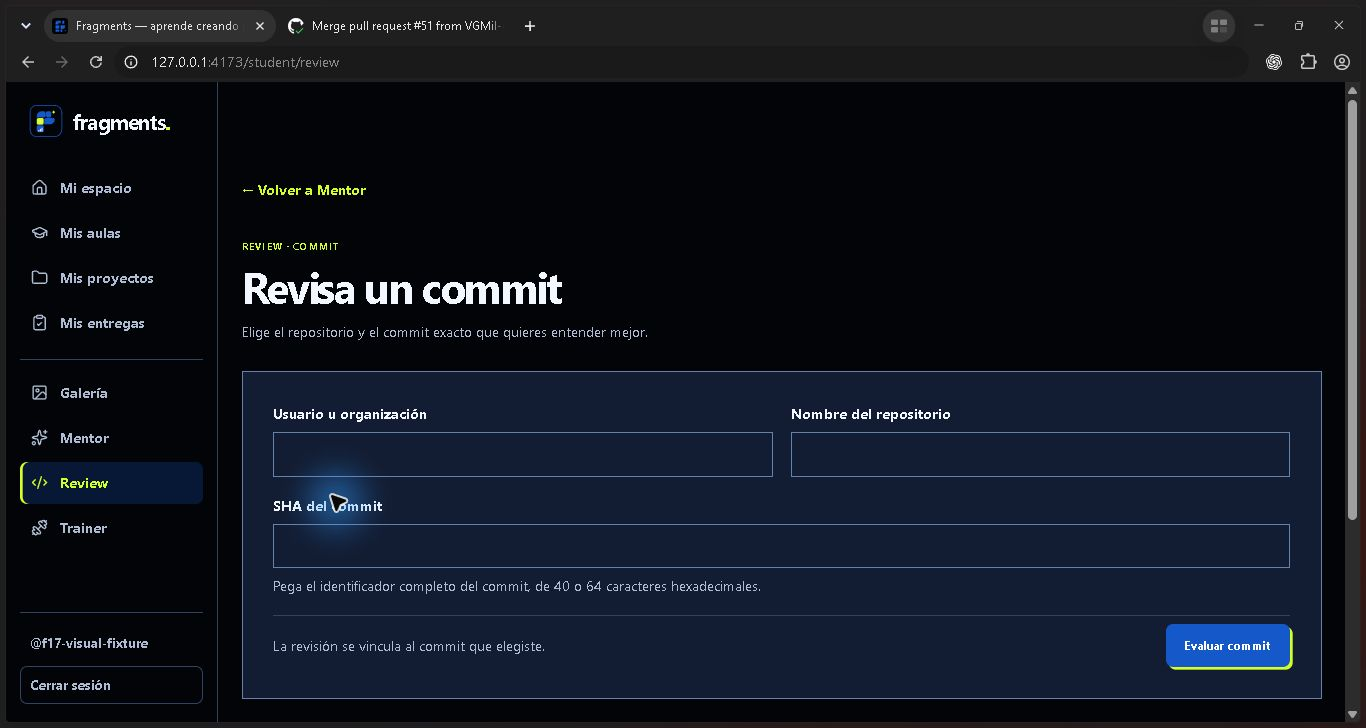 Fragments — aprende creando
Merge pull request #51 from VGMil-
127.0.0.1:4173/student/review
fragments.
Mi espacio
Mis aulas
Mis proyectos
Mis entregas
Galería
Mentor
Review
Trainer
@f17-visual-fixture
Cerrar sesión
← Volver a Mentor
REVIEW · COMMIT
Revisa un commit
Elige el repositorio y el commit exacto que quieres entender mejor.
Usuario u organización
Nombre del repositorio
SHA del commit
Pega el identificador completo del commit, de 40 o 64 caracteres hexadecimales.
La revisión se vincula al commit que elegiste.
Evaluar commit